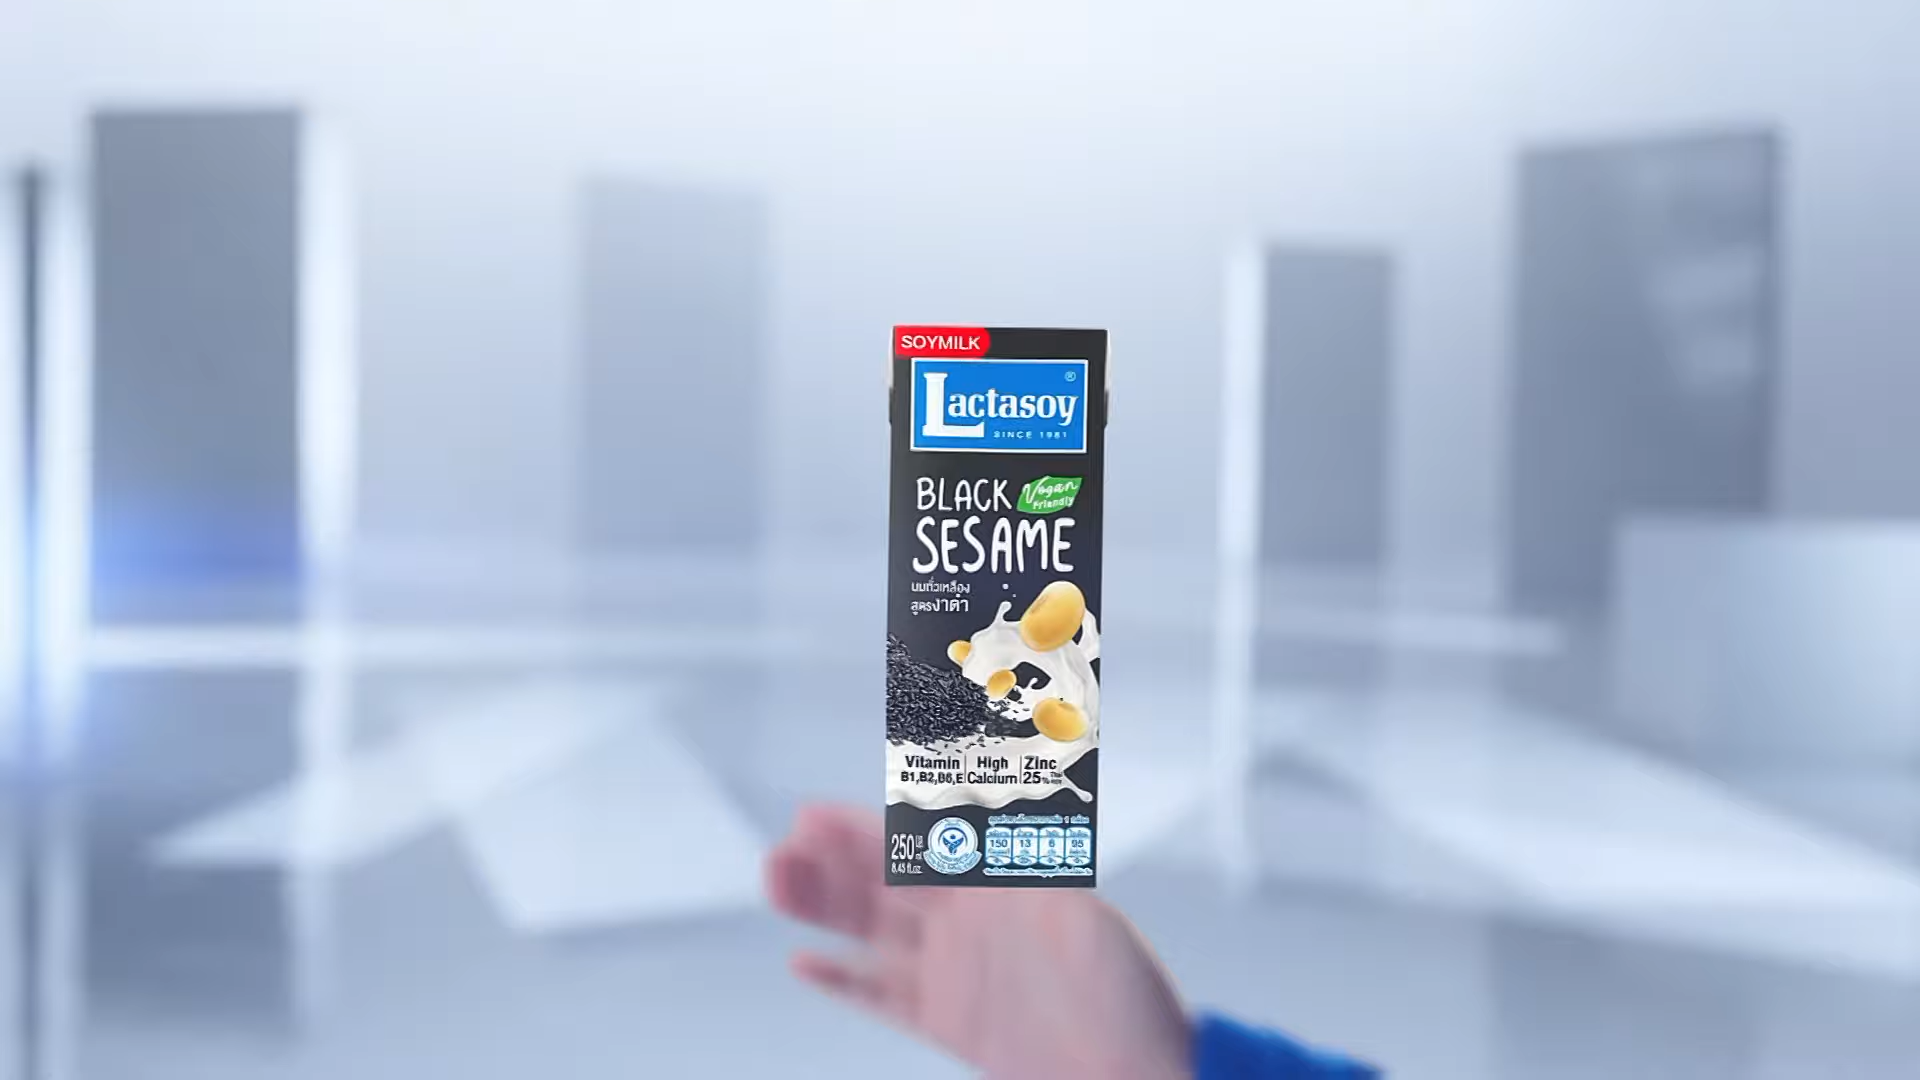 SOYMILK
Lactasoy ®
SINCE 1981
BLACK Vegan
Friendly
SESAME
นมถั่วเหลือง
สูตรงาดำ
Vitamin High Zinc
B1,B2,B6,E Calcium 25%
250
8.45 fl.oz.
150 13 6 95